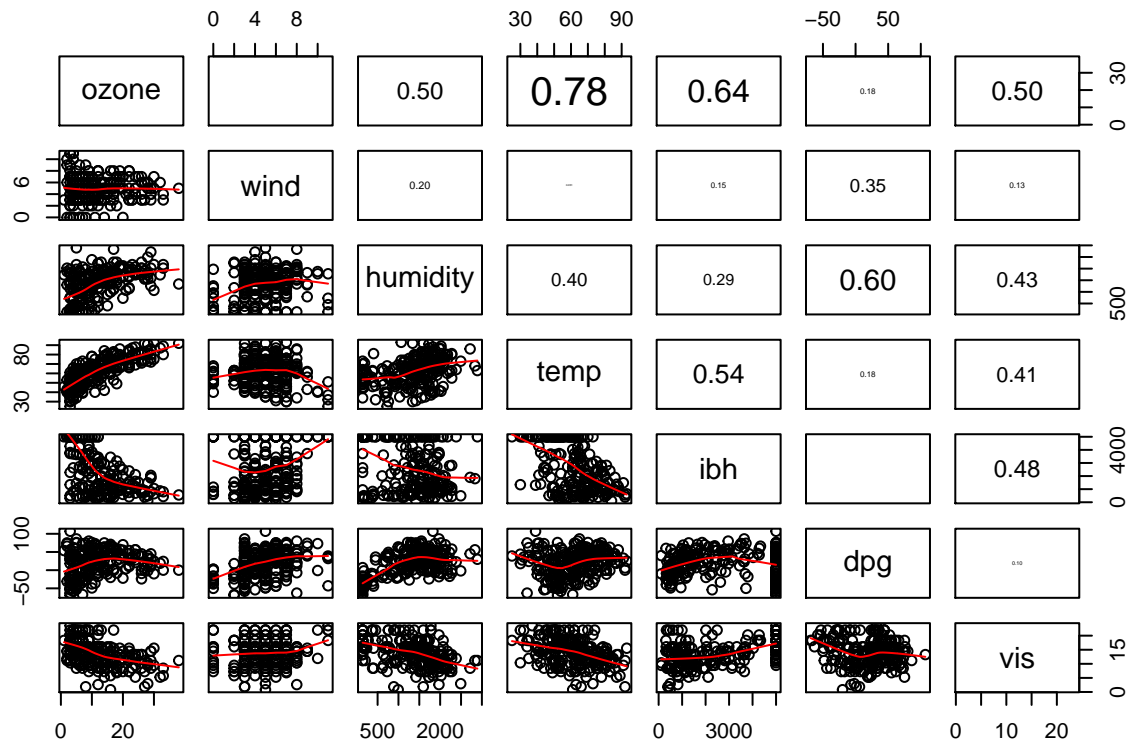 0 4 8 30 60 90 −50 50
ozone 0.50 0.78 0.64 0.18 0.50 0 30
0 6 wind 0.20 0.15 0.35 0.13
humidity 0.40 0.29 0.60 0.43 500
30 80 temp 0.54 0.18 0.41
ibh 0.48 0 4000
−50 100 dpg 0.10
vis 0 15
0 20 500 2000 0 3000 0 10 20